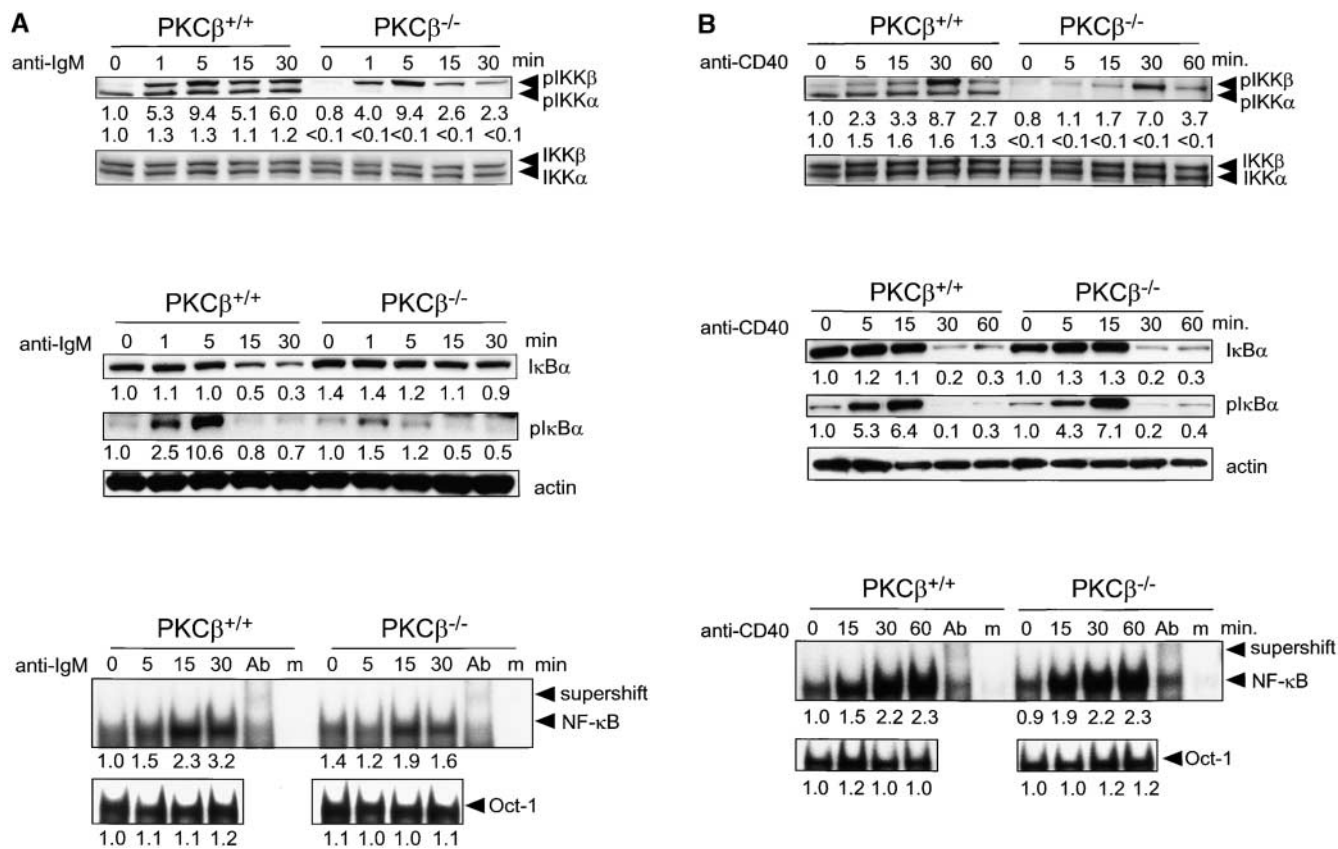 A
PKCβ+/+ PKCβ-/-
anti-IgM 0 1 5 15 30 0 1 5 15 30 min
pIKKβ
pIKKα
1.0 5.3 9.4 5.1 6.0 0.8 4.0 9.4 2.6 2.3
1.0 1.3 1.3 1.1 1.2 <0.1 <0.1 <0.1 <0.1 <0.1
IKKβ
IKKα
PKCβ+/+ PKCβ-/-
anti-IgM 0 1 5 15 30 0 1 5 15 30 min
IκBα
1.0 1.1 1.0 0.5 0.3 1.4 1.4 1.2 1.1 0.9
pIκBα
1.0 2.5 10.6 0.8 0.7 1.0 1.5 1.2 0.5 0.5
actin
PKCβ+/+ PKCβ-/-
anti-IgM 0 5 15 30 Ab m 0 5 15 30 Ab m min
supershift
NF-κB
1.0 1.5 2.3 3.2 1.4 1.2 1.9 1.6
Oct-1
1.0 1.1 1.1 1.2 1.1 1.0 1.0 1.1
B
PKCβ+/+ PKCβ-/-
anti-CD40 0 5 15 30 60 0 5 15 30 60 min.
pIKKβ
pIKKα
1.0 2.3 3.3 8.7 2.7 0.8 1.1 1.7 7.0 3.7
1.0 1.5 1.6 1.6 1.3 <0.1 <0.1 <0.1 <0.1 <0.1
IKKβ
IKKα
PKCβ+/+ PKCβ-/-
anti-CD40 0 5 15 30 60 0 5 15 30 60 min.
IκBα
1.0 1.2 1.1 0.2 0.3 1.0 1.3 1.3 0.2 0.3
pIκBα
1.0 5.3 6.4 0.1 0.3 1.0 4.3 7.1 0.2 0.4
actin
PKCβ+/+ PKCβ-/-
anti-CD40 0 15 30 60 Ab m 0 15 30 60 Ab m min.
supershift
NF-κB
1.0 1.5 2.2 2.3 0.9 1.9 2.2 2.3
Oct-1
1.0 1.2 1.0 1.0 1.0 1.0 1.2 1.2